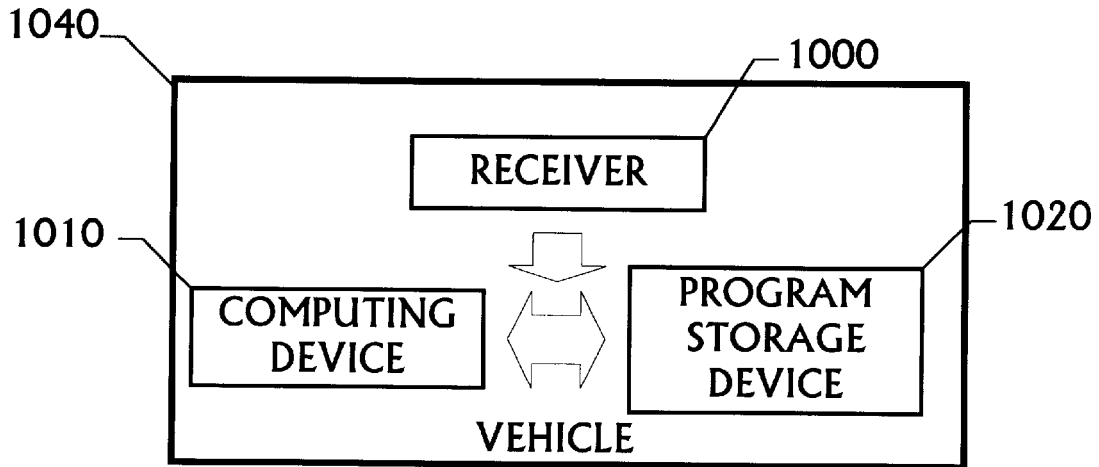 1040
1000
RECEIVER
1020
1010
COMPUTING
DEVICE
PROGRAM
STORAGE
DEVICE
VEHICLE